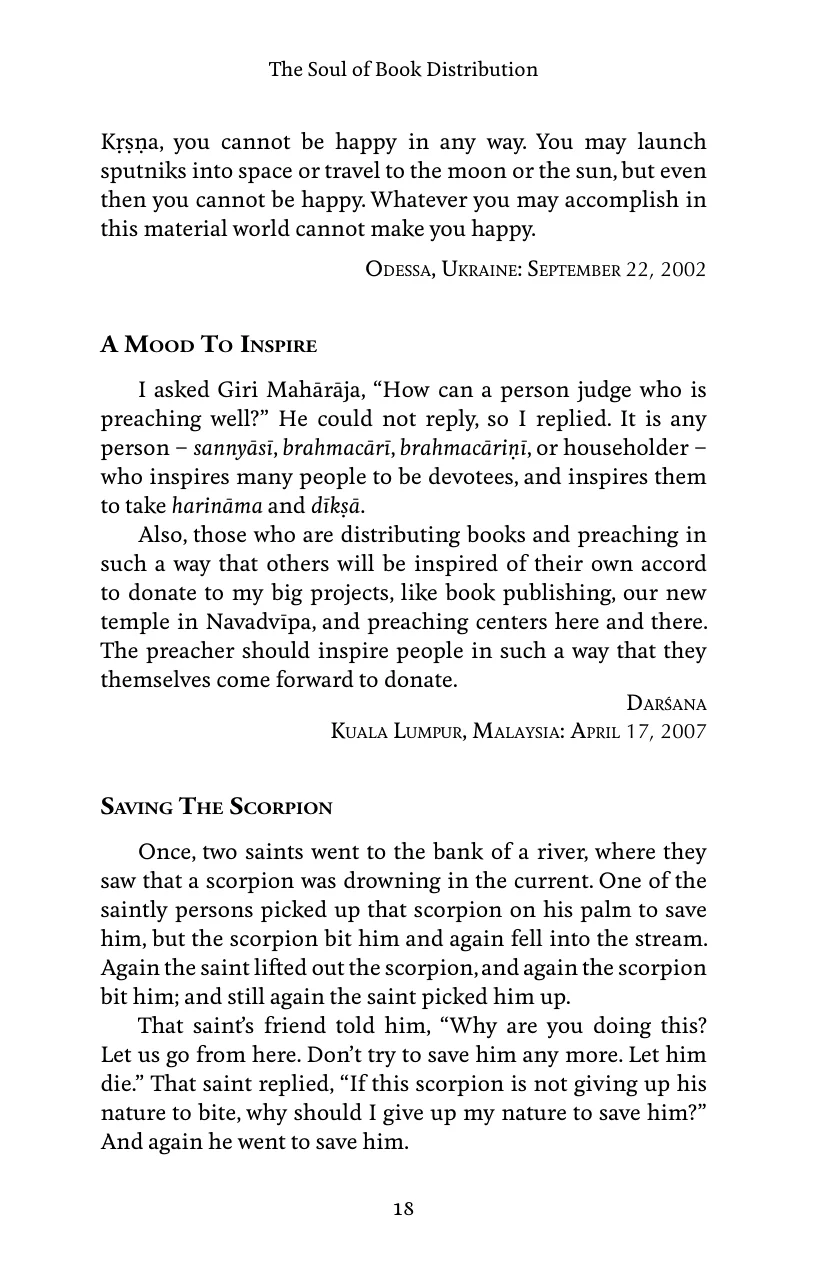 The Soul of Book Distribution
Kṛṣṇa, you cannot be happy in any way. You may launch
sputniks into space or travel to the moon or the sun, but even
then you cannot be happy. Whatever you may accomplish in
this material world cannot make you happy.
Odessa, Ukraine: September 22, 2002
A Mood To Inspire
I asked Giri Mahārāja, “How can a person judge who is
preaching well?” He could not reply, so I replied. It is any
person – sannyāsī, brahmacārī, brahmacāriṇī, or householder –
who inspires many people to be devotees, and inspires them
to take harināma and dīkṣā.
Also, those who are distributing books and preaching in
such a way that others will be inspired of their own accord
to donate to my big projects, like book publishing, our new
temple in Navadvīpa, and preaching centers here and there.
The preacher should inspire people in such a way that they
themselves come forward to donate.
Darśana
Kuala Lumpur, Malaysia: April 17, 2007
Saving The Scorpion
Once, two saints went to the bank of a river, where they
saw that a scorpion was drowning in the current. One of the
saintly persons picked up that scorpion on his palm to save
him, but the scorpion bit him and again fell into the stream.
Again the saint lifted out the scorpion, and again the scorpion
bit him; and still again the saint picked him up.
That saint’s friend told him, “Why are you doing this?
Let us go from here. Don’t try to save him any more. Let him
die.” That saint replied, “If this scorpion is not giving up his
nature to bite, why should I give up my nature to save him?”
And again he went to save him.
18